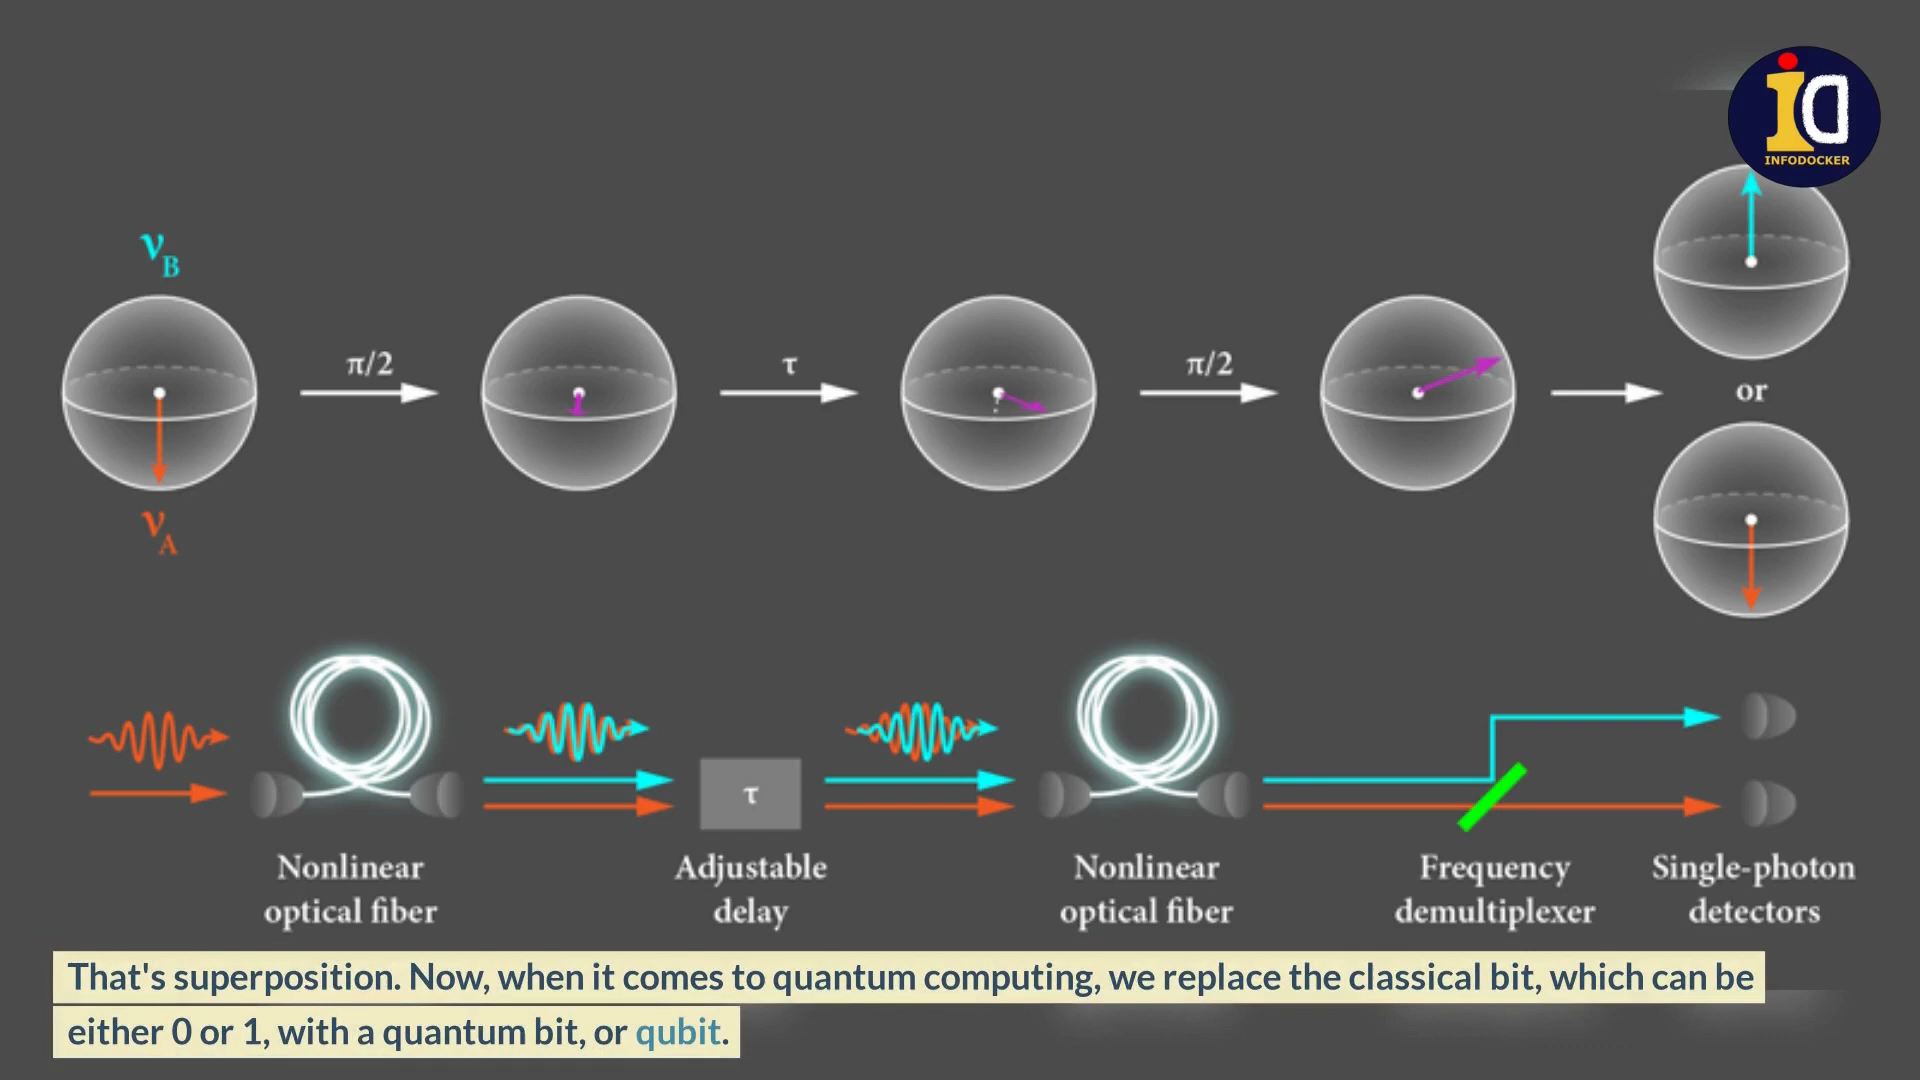 iD
INFODOCKER
ν_B
π/2
τ
π/2
or
ν_A
τ
Nonlinear
optical fiber
Adjustable
delay
Nonlinear
optical fiber
Frequency
demultiplexer
Single-photon
detectors
That's superposition. Now, when it comes to quantum computing, we replace the classical bit, which can be
either 0 or 1, with a quantum bit, or qubit.